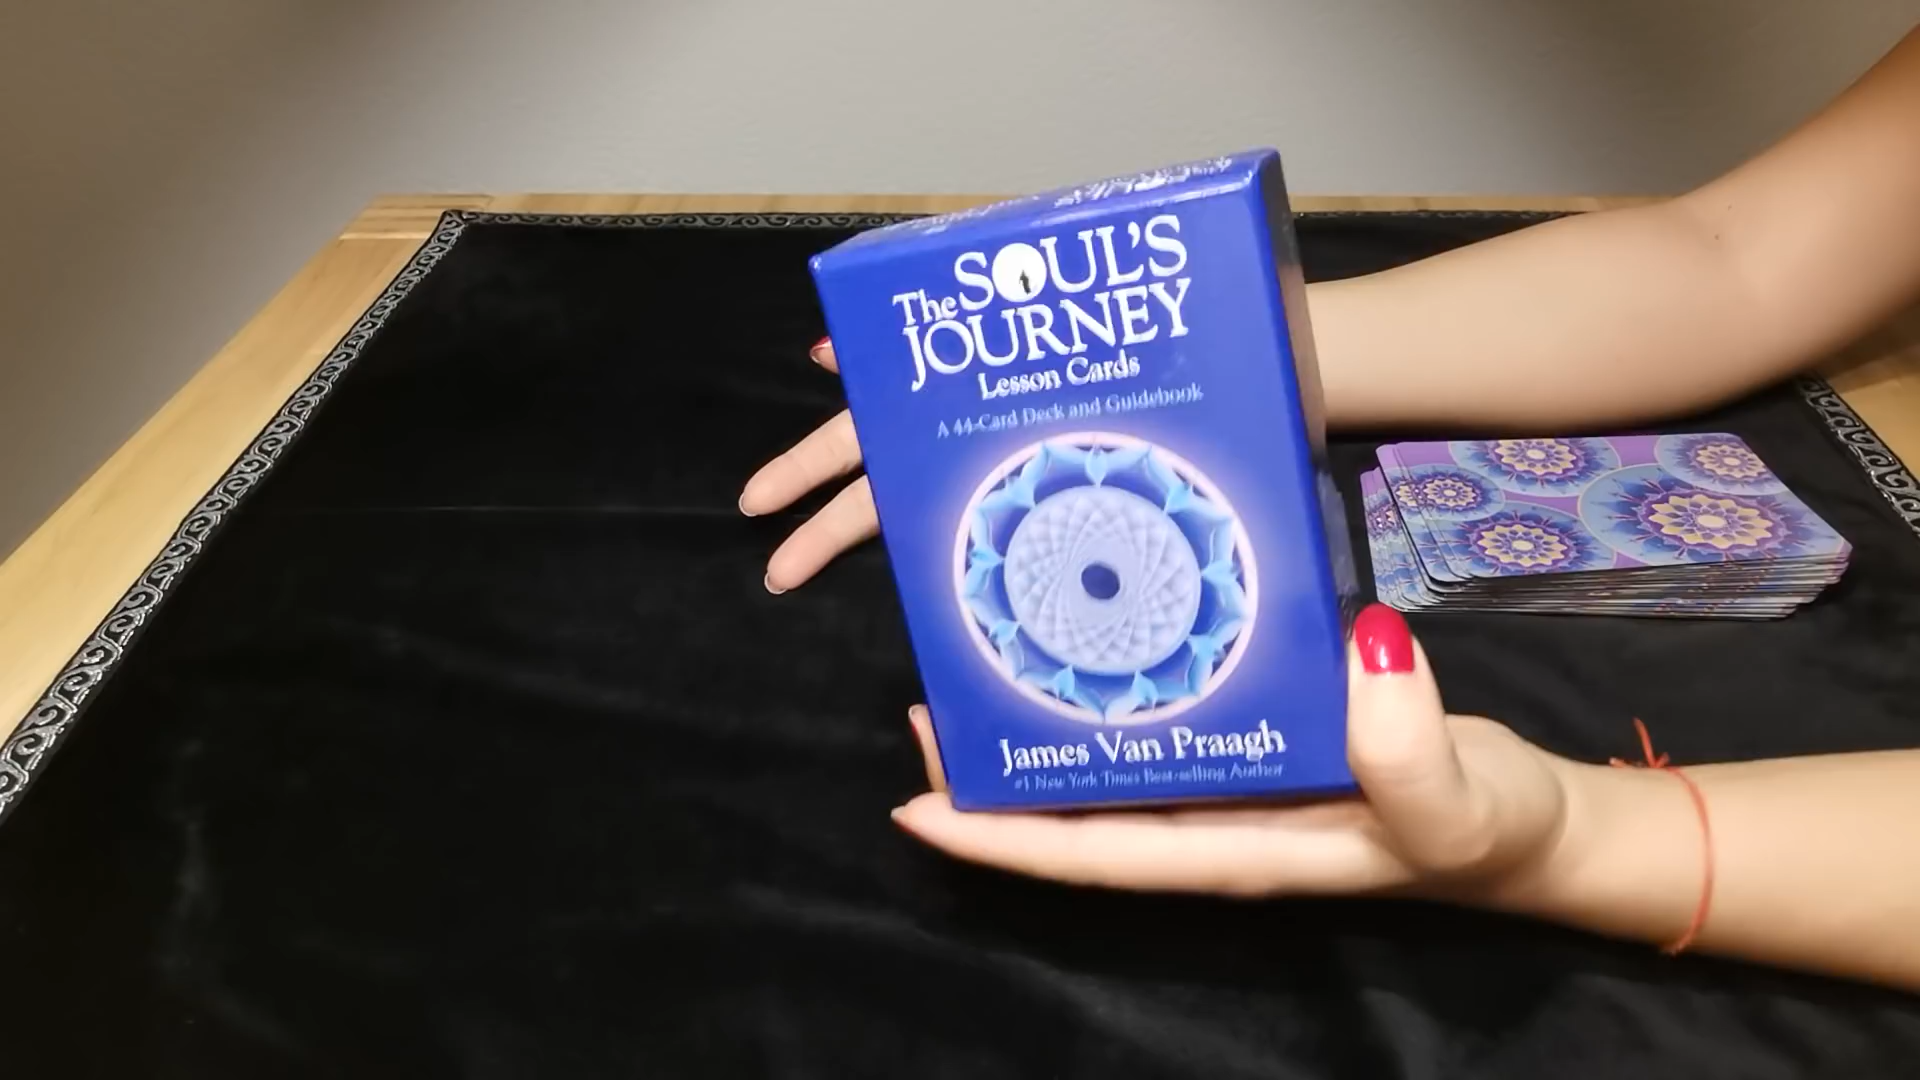 The SOUL'S
JOURNEY
Lesson Cards
A 44-Card Deck and Guidebook
James Van Praagh
#1 New York Times Best-selling Author